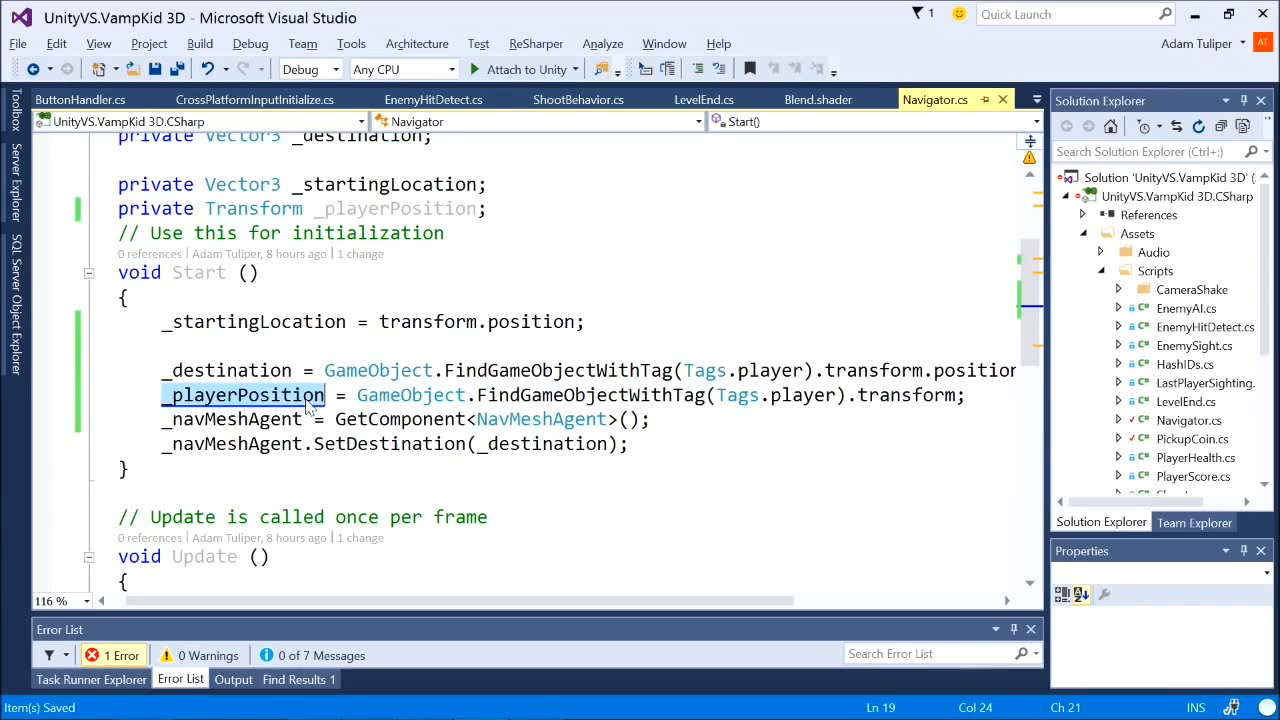 UnityVS.VampKid 3D - Microsoft Visual Studio
1
Quick Launch
File Edit View Project Build Debug Team Tools Architecture Test ReSharper Analyze Window Help
Adam Tuliper AT
Debug Any CPU Attach to Unity
ButtonHandler.cs CrossPlatformInputInitialize.cs EnemyHitDetect.cs ShootBehavior.cs LevelEnd.cs Blend.shader Navigator.cs
UnityVS.VampKid 3D.CSharp Navigator Start()
private Vector3 _destination;
private Vector3 _startingLocation;
private Transform _playerPosition;
// Use this for initialization
0 references | Adam Tuliper, 8 hours ago | 1 change
void Start ()
{
_startingLocation = transform.position;
_destination = GameObject.FindGameObjectWithTag(Tags.player).transform.position
_playerPosition = GameObject.FindGameObjectWithTag(Tags.player).transform;
_navMeshAgent = GetComponent<NavMeshAgent>();
_navMeshAgent.SetDestination(_destination);
}
// Update is called once per frame
0 references | Adam Tuliper, 8 hours ago | 1 change
void Update ()
{
116 %
Toolbox
Server Explorer
SQL Server Object Explorer
Solution Explorer
Search Solution Explorer (Ctrl+;)
Solution 'UnityVS.VampKid 3D' (
UnityVS.VampKid 3D.CSharp
References
Assets
Audio
Scripts
CameraShake
EnemyAI.cs
EnemyHitDetect.cs
EnemySight.cs
HashIDs.cs
LastPlayerSighting.
LevelEnd.cs
Navigator.cs
PickupCoin.cs
PlayerHealth.cs
PlayerScore.cs
Solution Explorer Team Explorer
Properties
Error List
1 Error 0 Warnings 0 of 7 Messages
Search Error List
Task Runner Explorer Error List Output Find Results 1
Item(s) Saved Ln 19 Col 24 Ch 21 INS